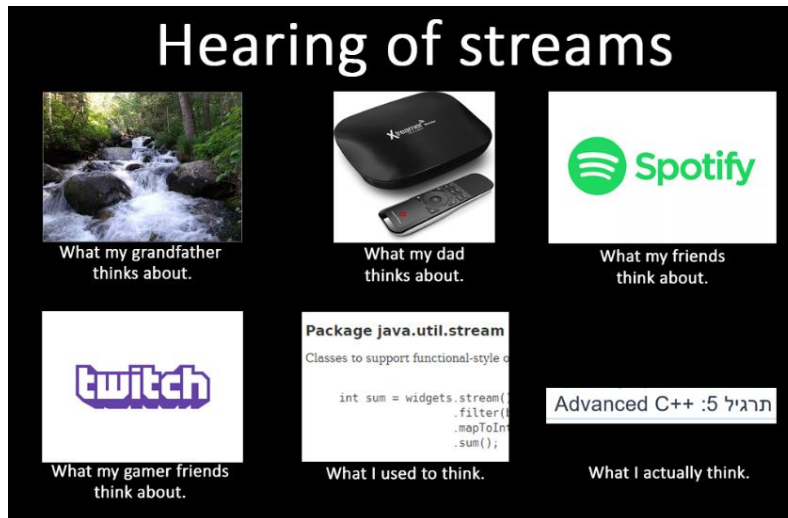 Hearing of streams
What my grandfather
thinks about.
Xtreamer
What my dad
thinks about.
Spotify
What my friends
think about.
twitch
What my gamer friends
think about.
Package java.util.stream
Classes to support functional-style o
int sum = widgets.stream()
.filter(b
.mapToInt
.sum();
What I used to think.
תרגיל 5: Advanced C++
What I actually think.